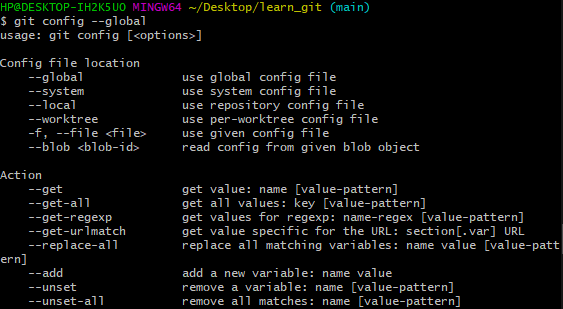 HP@DESKTOP-IH2K5UO MINGW64 ~/Desktop/learn_git (main)
$ git config --global
usage: git config [<options>]

Config file location
    --global              use global config file
    --system              use system config file
    --local               use repository config file
    --worktree            use per-worktree config file
    -f, --file <file>     use given config file
    --blob <blob-id>      read config from given blob object

Action
    --get                 get value: name [value-pattern]
    --get-all             get all values: key [value-pattern]
    --get-regexp          get values for regexp: name-regex [value-pattern]
    --get-urlmatch        get value specific for the URL: section[.var] URL
    --replace-all         replace all matching variables: name value [value-patt
ern]
    --add                 add a new variable: name value
    --unset               remove a variable: name [value-pattern]
    --unset-all           remove all matches: name [value-pattern]